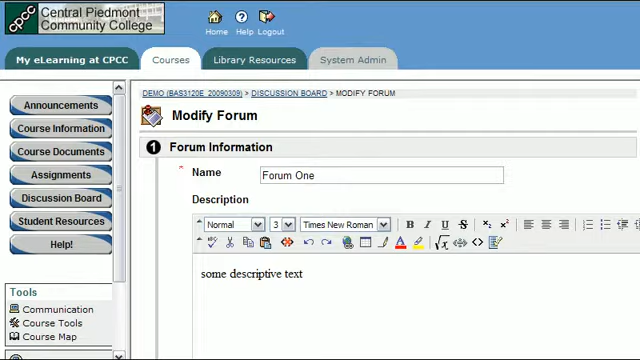 CPCC
Central Piedmont
Community College
Home
Help
Logout
My eLearning at CPCC
Courses
Library Resources
System Admin
Announcements
Course Information
Course Documents
Assignments
Discussion Board
Student Resources
Help!
Tools
Communication
Course Tools
Course Map
DEMO (BAS3120E_20090309) > DISCUSSION BOARD > MODIFY FORUM
Modify Forum
1 Forum Information
* Name
Forum One
Description
Normal 3 Times New Roman B I U S
some descriptive text